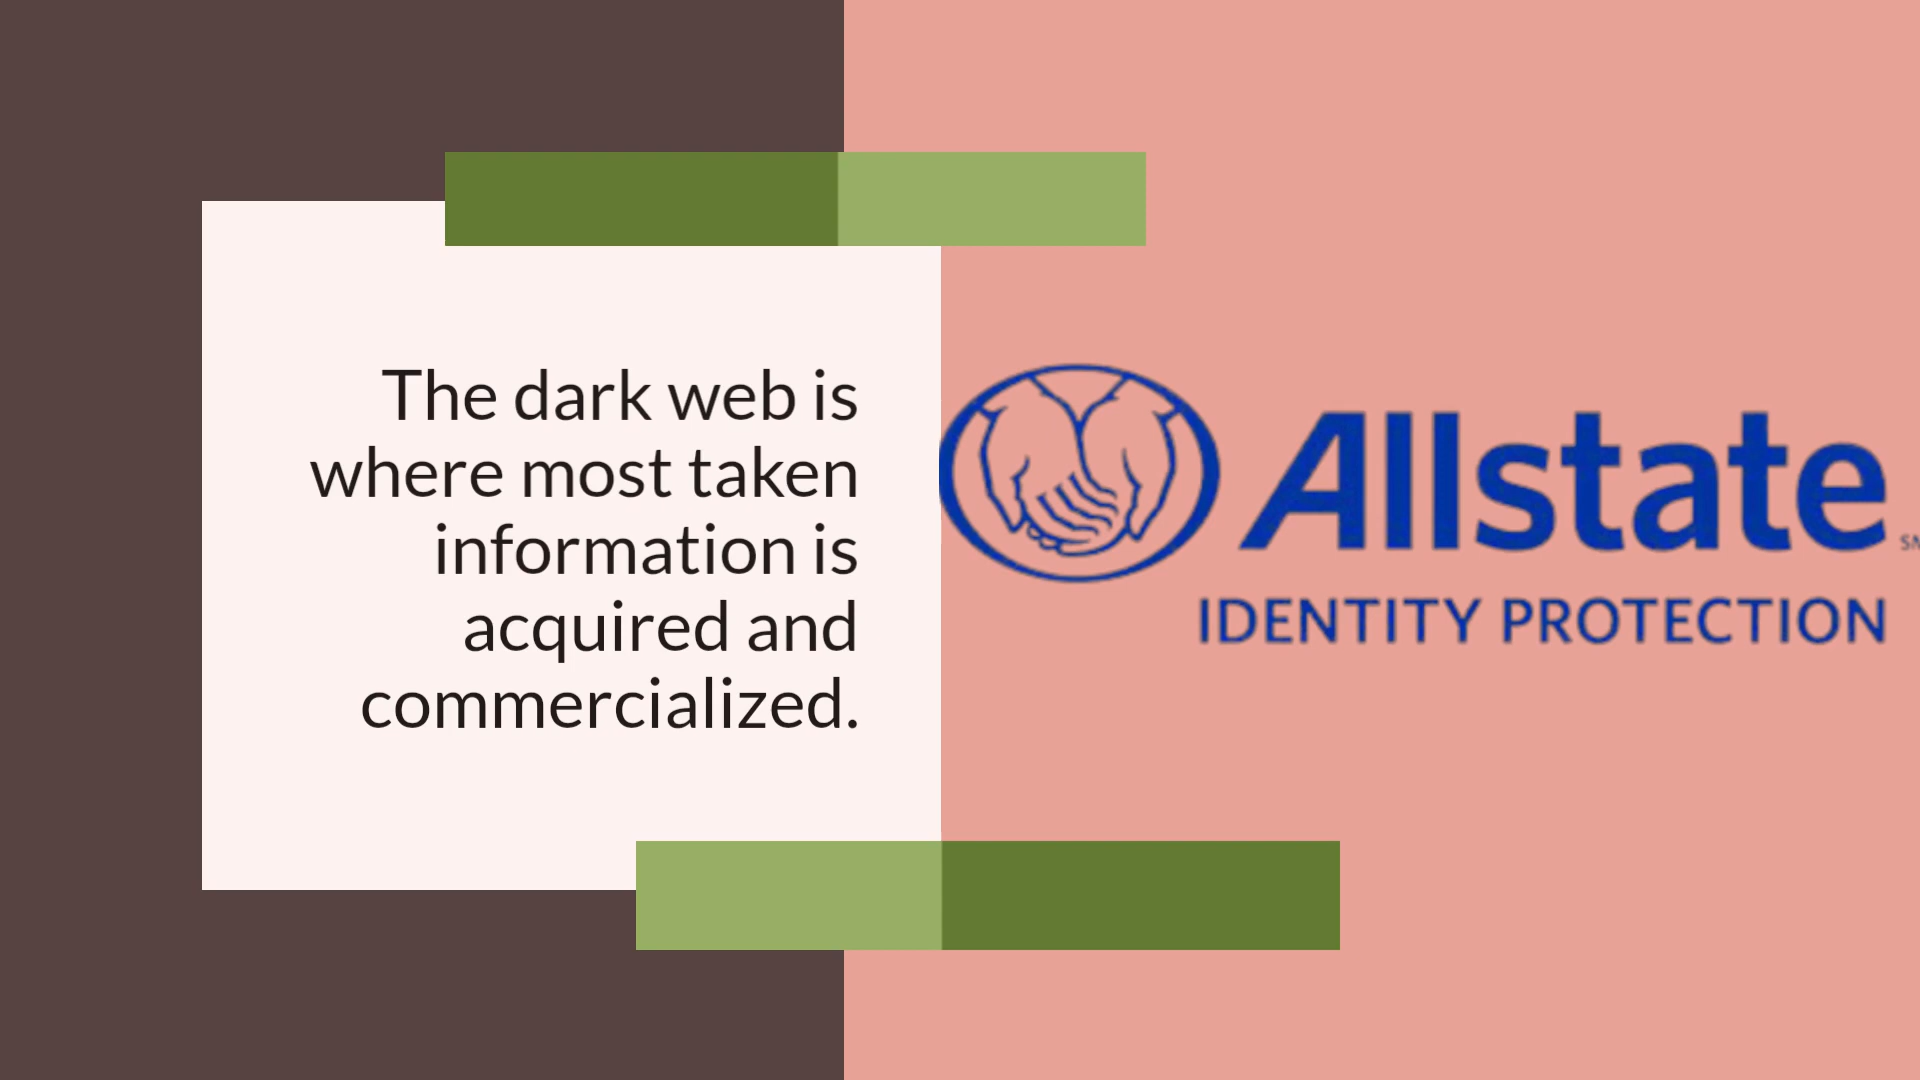 The dark web is
where most taken
information is
acquired and
commercialized.
Allstate
IDENTITY PROTECTION